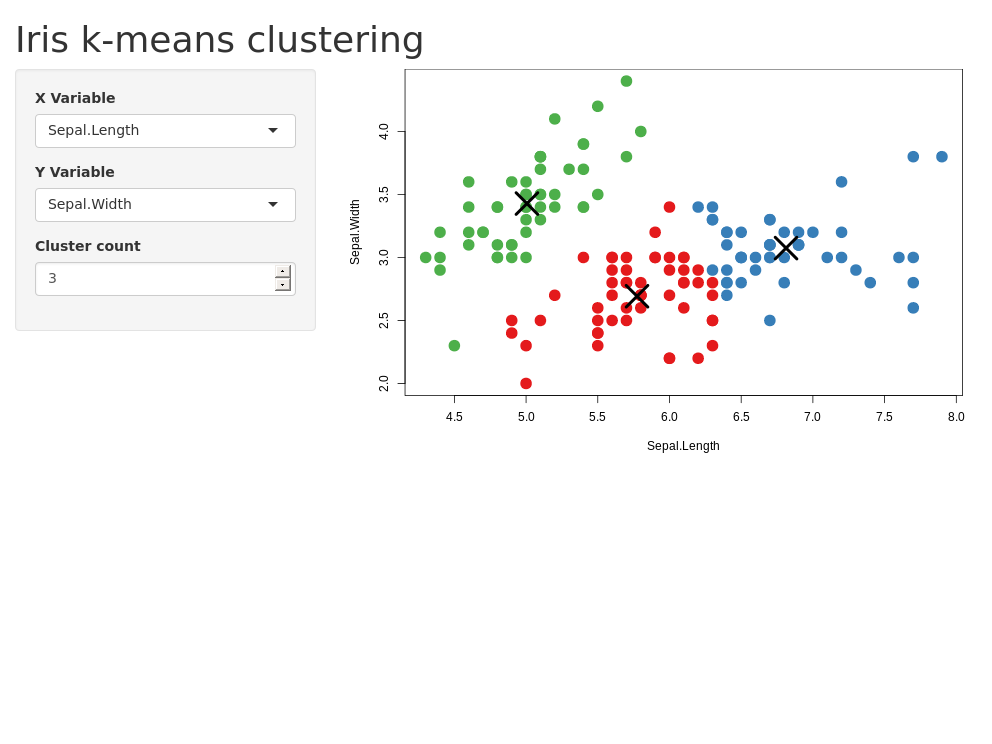 Iris k-means clustering
X Variable
Sepal.Length
Y Variable
Sepal.Width
Cluster count
3
Sepal.Width
4.0
3.5
3.0
2.5
2.0
4.5 5.0 5.5 6.0 6.5 7.0 7.5 8.0
Sepal.Length